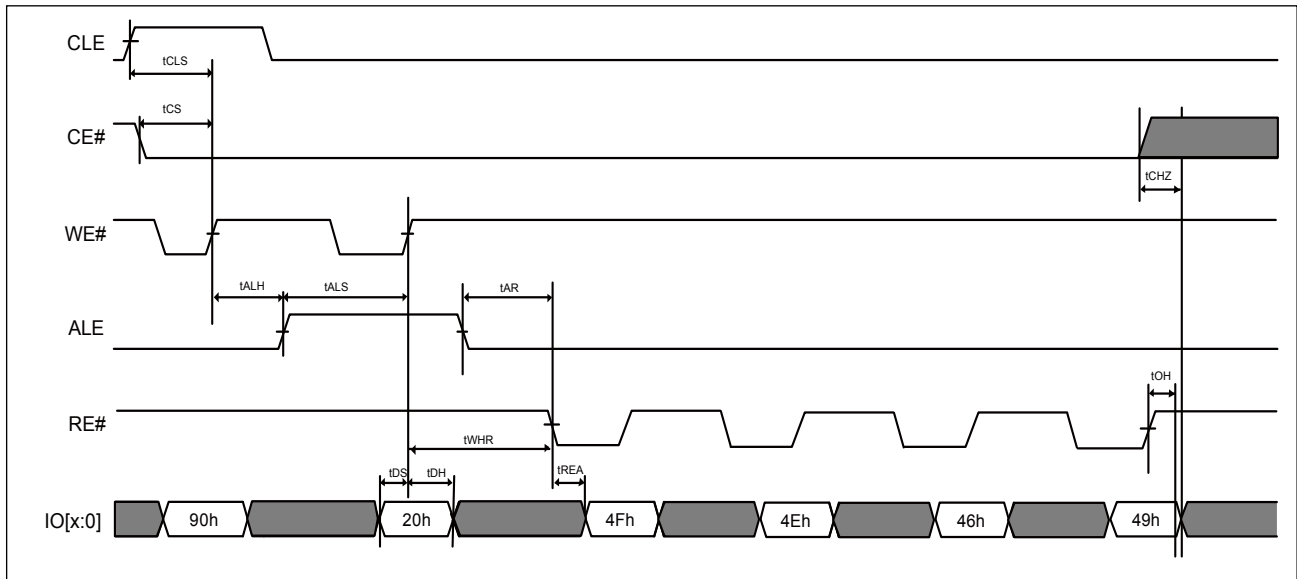 CLE
tCLS
CE#
tCS
tCHZ
WE#
tALH tALS tAR
ALE
tOH
RE#
tWHR
tDS tDH tREA
IO[x:0] 90h 20h 4Fh 4Eh 46h 49h